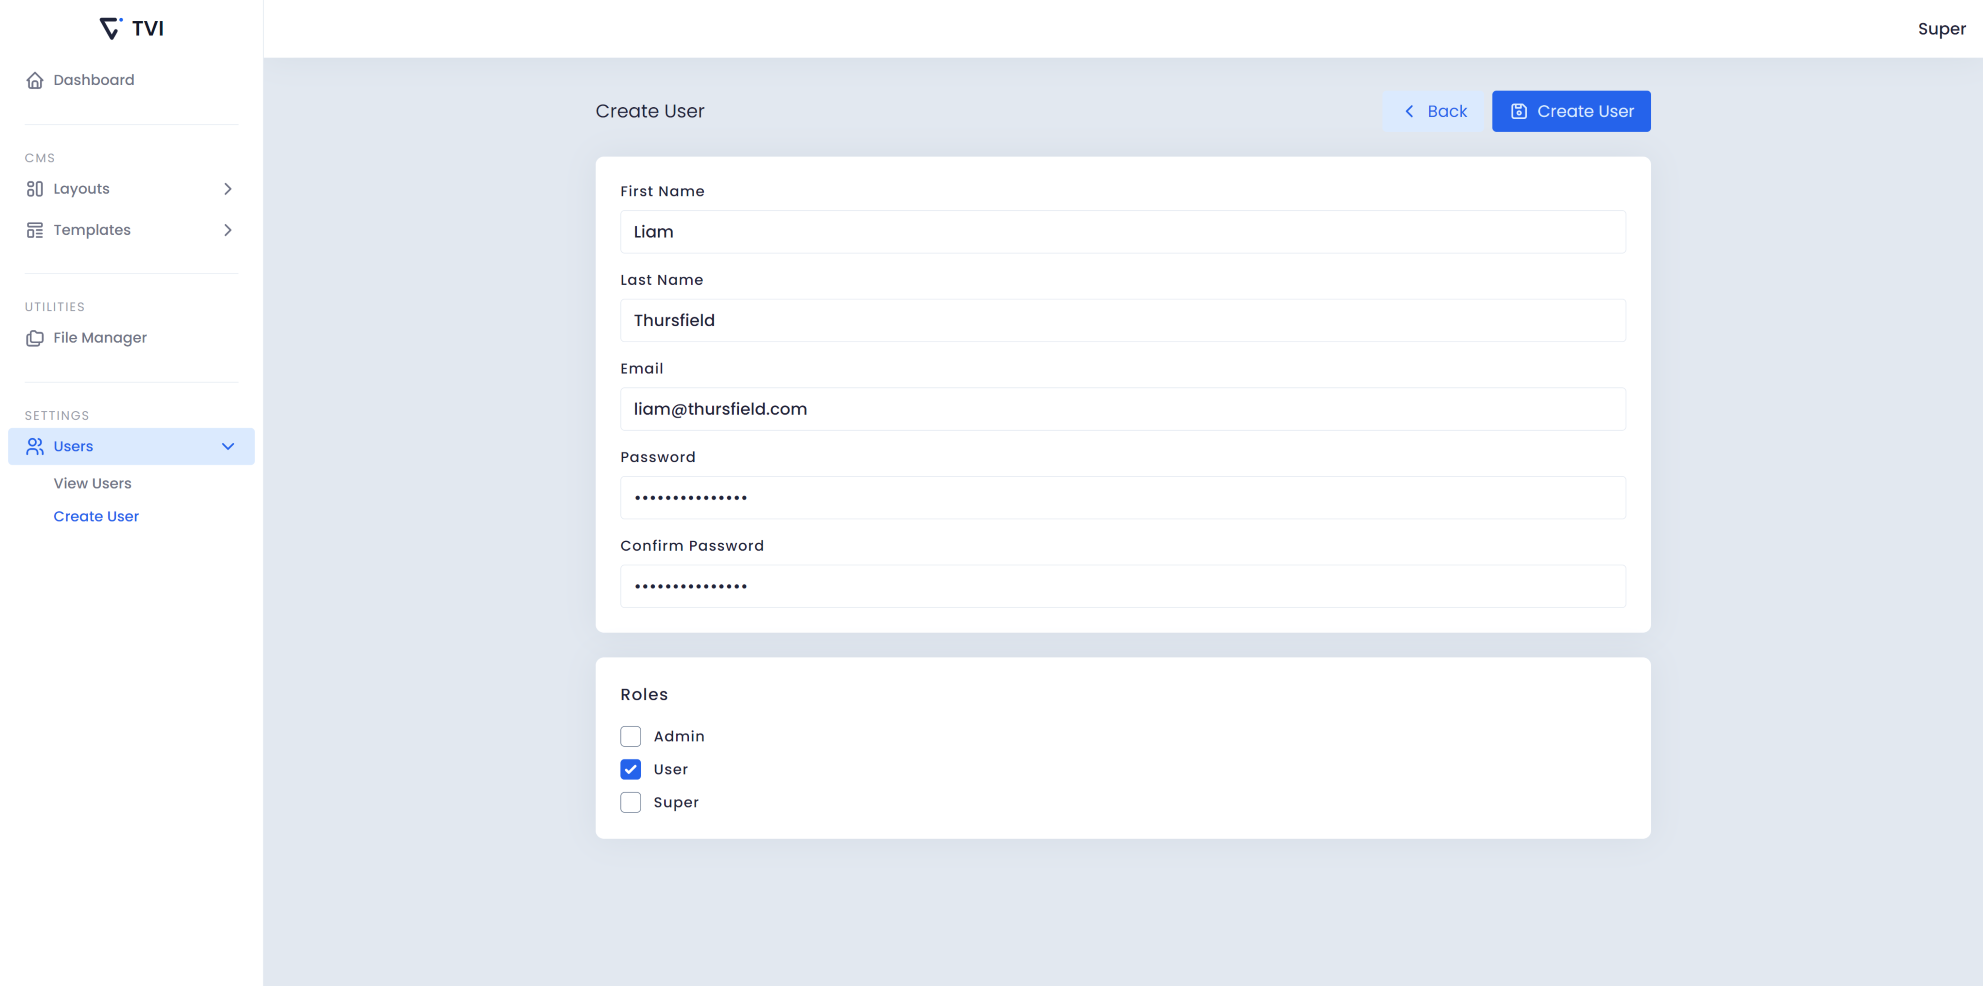 TVI
Super
Dashboard
CMS
Layouts
Templates
UTILITIES
File Manager
SETTINGS
Users
View Users
Create User
Create User
Back
Create User
First Name
Liam
Last Name
Thursfield
Email
liam@thursfield.com
Password
•••••••••••••••
Confirm Password
•••••••••••••••
Roles
Admin
User
Super